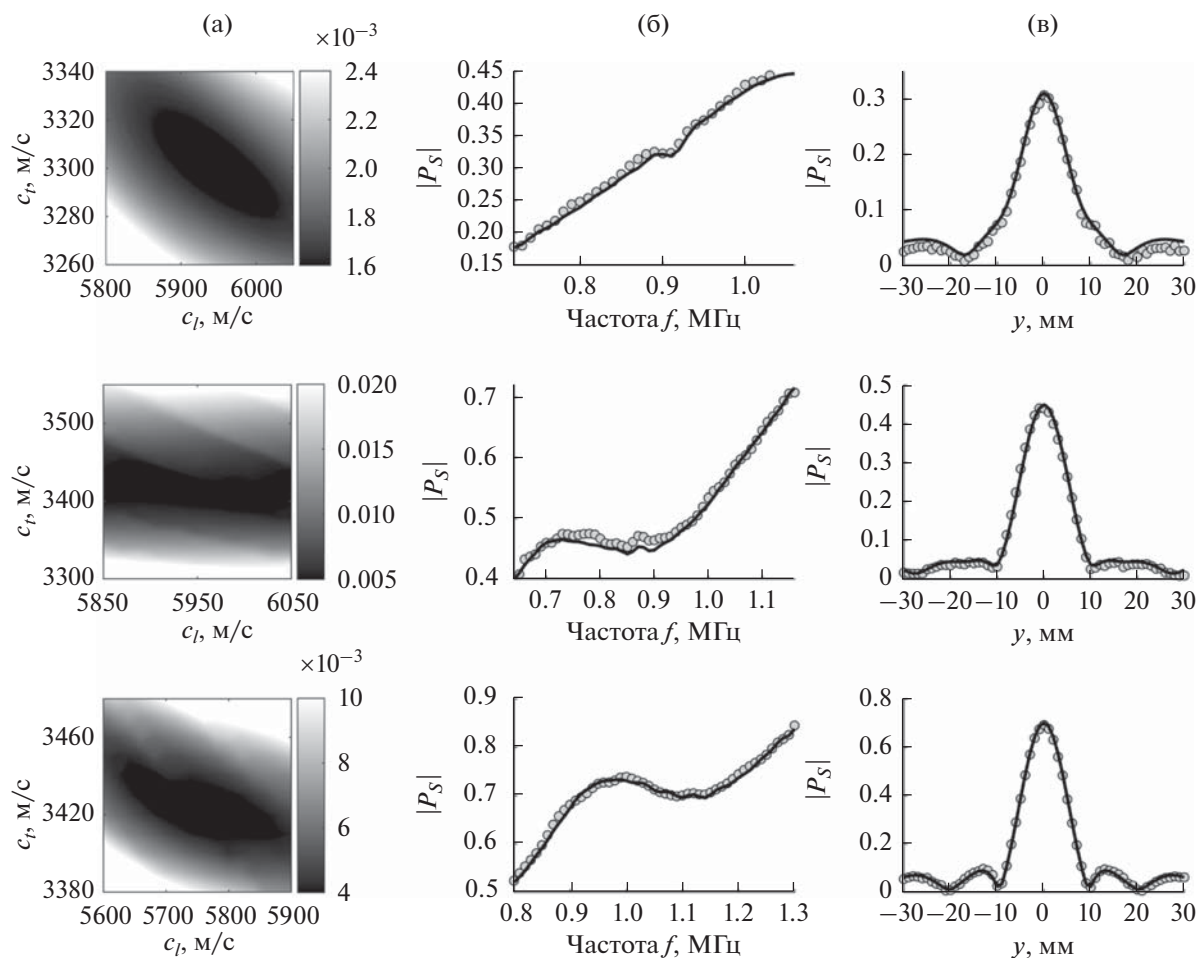 (а)
(б)
(в)
×10⁻³
3340
3320
3300
3280
3260
c_t, м/с
5800 5900 6000
c_l, м/с
2.4
2.2
2.0
1.8
1.6
0.45
0.40
0.35
0.30
0.25
0.20
0.15
|P_S|
0.8 0.9 1.0
Частота f, МГц
0.3
0.2
0.1
0
|P_S|
−30 −20 −10 0 10 20 30
y, мм
3500
3400
3300
c_t, м/с
5850 5950 6050
c_l, м/с
0.020
0.015
0.010
0.005
0.7
0.6
0.5
0.4
|P_S|
0.7 0.8 0.9 1.0 1.1
Частота f, МГц
0.5
0.4
0.3
0.2
0.1
0
|P_S|
−30 −20 −10 0 10 20 30
y, мм
×10⁻³
3460
3420
3380
c_t, м/с
5600 5700 5800 5900
c_l, м/с
10
8
6
4
0.9
0.8
0.7
0.6
0.5
|P_S|
0.8 0.9 1.0 1.1 1.2 1.3
Частота f, МГц
0.8
0.6
0.4
0.2
0
|P_S|
−30 −20 −10 0 10 20 30
y, мм